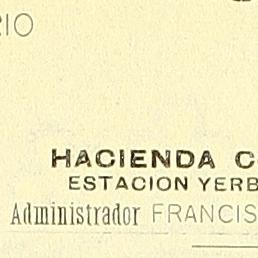 RIO
HACIENDA C
ESTACION YERB
Administrador FRANCIS